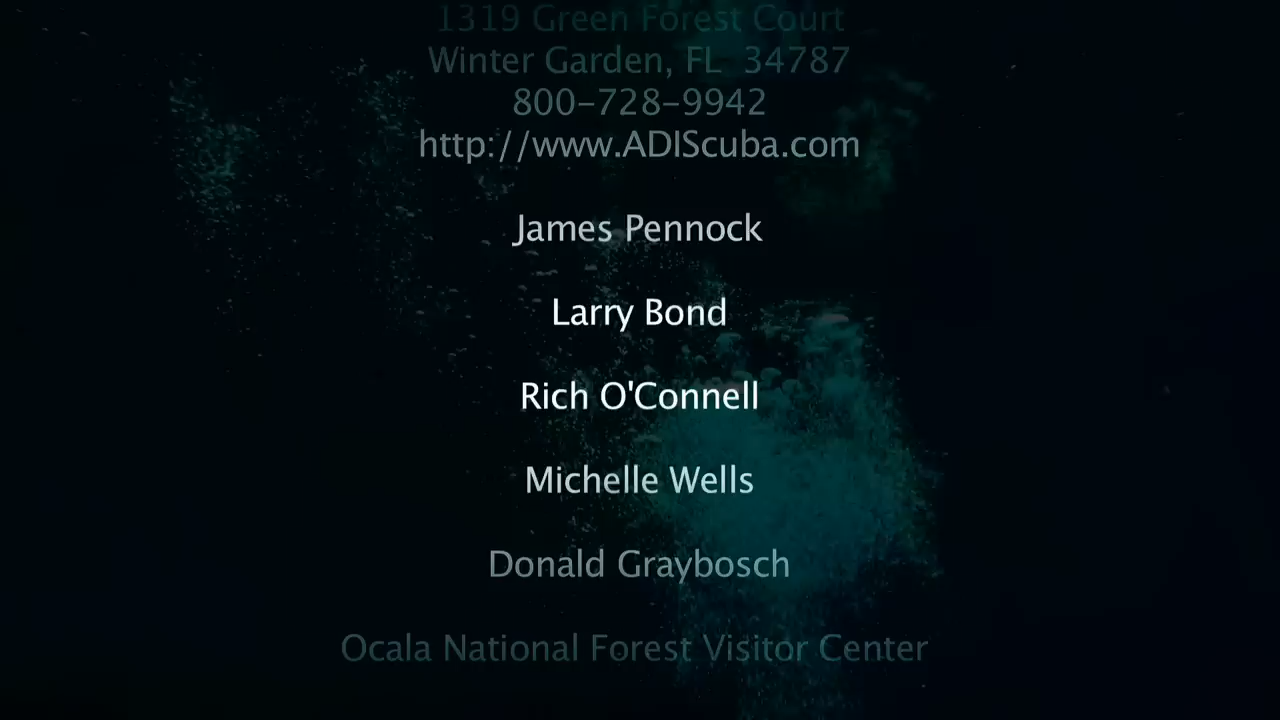 1319 Green Forest Court
Winter Garden, FL  34787
800-728-9942
http://www.ADIScuba.com
James Pennock
Larry Bond
Rich O'Connell
Michelle Wells
Donald Graybosch
Ocala National Forest Visitor Center